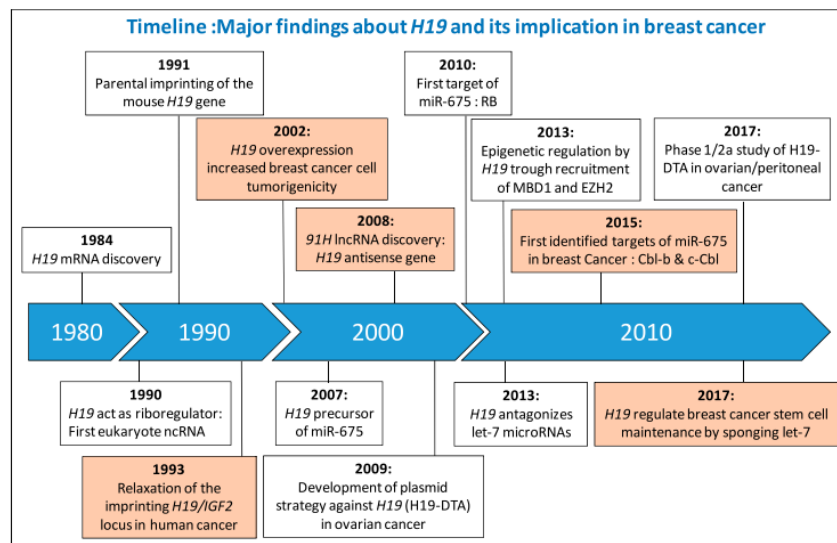 Timeline :Major findings about H19 and its implication in breast cancer
1991
Parental imprinting of the
mouse H19 gene
2010:
First target of
miR-675 : RB
2002:
H19 overexpression
increased breast cancer cell
tumorigenicity
2013:
Epigenetic regulation by
H19 trough recruitment
of MBD1 and EZH2
2017:
Phase 1/2a study of H19-
DTA in ovarian/peritoneal
cancer
1984
H19 mRNA discovery
2008:
91H lncRNA discovery:
H19 antisense gene
2015:
First identified targets of miR-675
in breast Cancer : Cbl-b & c-Cbl
1980
1990
2000
2010
1990
H19 act as riboregulator:
First eukaryote ncRNA
2007:
H19 precursor
of miR-675
2013:
H19 antagonizes
let-7 microRNAs
2017:
H19 regulate breast cancer stem cell
maintenance by sponging let-7
1993
Relaxation of the
imprinting H19/IGF2
locus in human cancer
2009:
Development of plasmid
strategy against H19 (H19-DTA)
in ovarian cancer